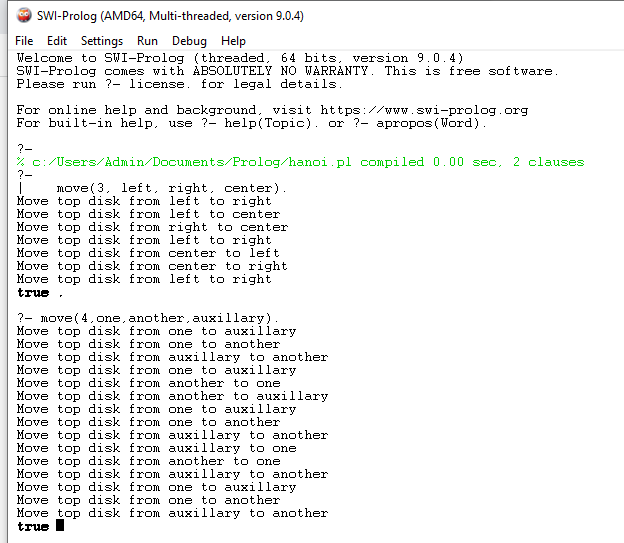 SWI-Prolog (AMD64, Multi-threaded, version 9.0.4)
File Edit Settings Run Debug Help
Welcome to SWI-Prolog (threaded, 64 bits, version 9.0.4)
SWI-Prolog comes with ABSOLUTELY NO WARRANTY. This is free software.
Please run ?- license. for legal details.
For online help and background, visit https://www.swi-prolog.org
For built-in help, use ?- help(Topic). or ?- apropos(Word).
?-
% c:/Users/Admin/Documents/Prolog/hanoi.pl compiled 0.00 sec, 2 clauses
?-
|    move(3, left, right, center).
Move top disk from left to right
Move top disk from left to center
Move top disk from right to center
Move top disk from left to right
Move top disk from center to left
Move top disk from center to right
Move top disk from left to right
true .
?- move(4,one,another,auxillary).
Move top disk from one to auxillary
Move top disk from one to another
Move top disk from auxillary to another
Move top disk from one to auxillary
Move top disk from another to one
Move top disk from another to auxillary
Move top disk from one to auxillary
Move top disk from one to another
Move top disk from auxillary to another
Move top disk from auxillary to one
Move top disk from another to one
Move top disk from auxillary to another
Move top disk from one to auxillary
Move top disk from one to another
Move top disk from auxillary to another
true